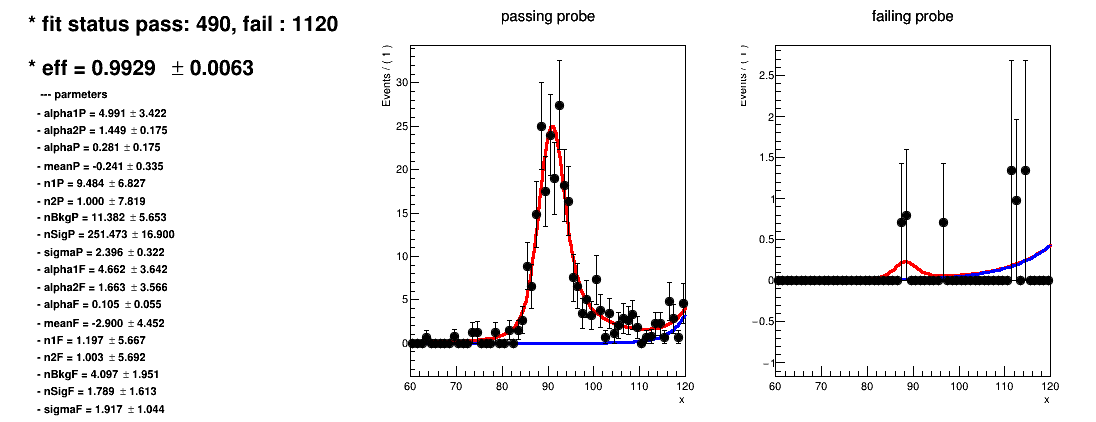 * fit status pass: 490, fail : 1120
* eff = 0.9929 ± 0.0063
--- parmeters
- alpha1P = 4.991 ± 3.422
- alpha2P = 1.449 ± 0.175
- alphaP = 0.281 ± 0.175
- meanP = -0.241 ± 0.335
- n1P = 9.484 ± 6.827
- n2P = 1.000 ± 7.819
- nBkgP = 11.382 ± 5.653
- nSigP = 251.473 ± 16.900
- sigmaP = 2.396 ± 0.322
- alpha1F = 4.662 ± 3.642
- alpha2F = 1.663 ± 3.566
- alphaF = 0.105 ± 0.055
- meanF = -2.900 ± 4.452
- n1F = 1.197 ± 5.667
- n2F = 1.003 ± 5.692
- nBkgF = 4.097 ± 1.951
- nSigF = 1.789 ± 1.613
- sigmaF = 1.917 ± 1.044
passing probe
Events / ( 1 )
30
25
20
15
10
5
0
60 70 80 90 100 110 120
x
failing probe
Events / ( 1 )
2.5
2
1.5
1
0.5
0
−0.5
−1
60 70 80 90 100 110 120
x